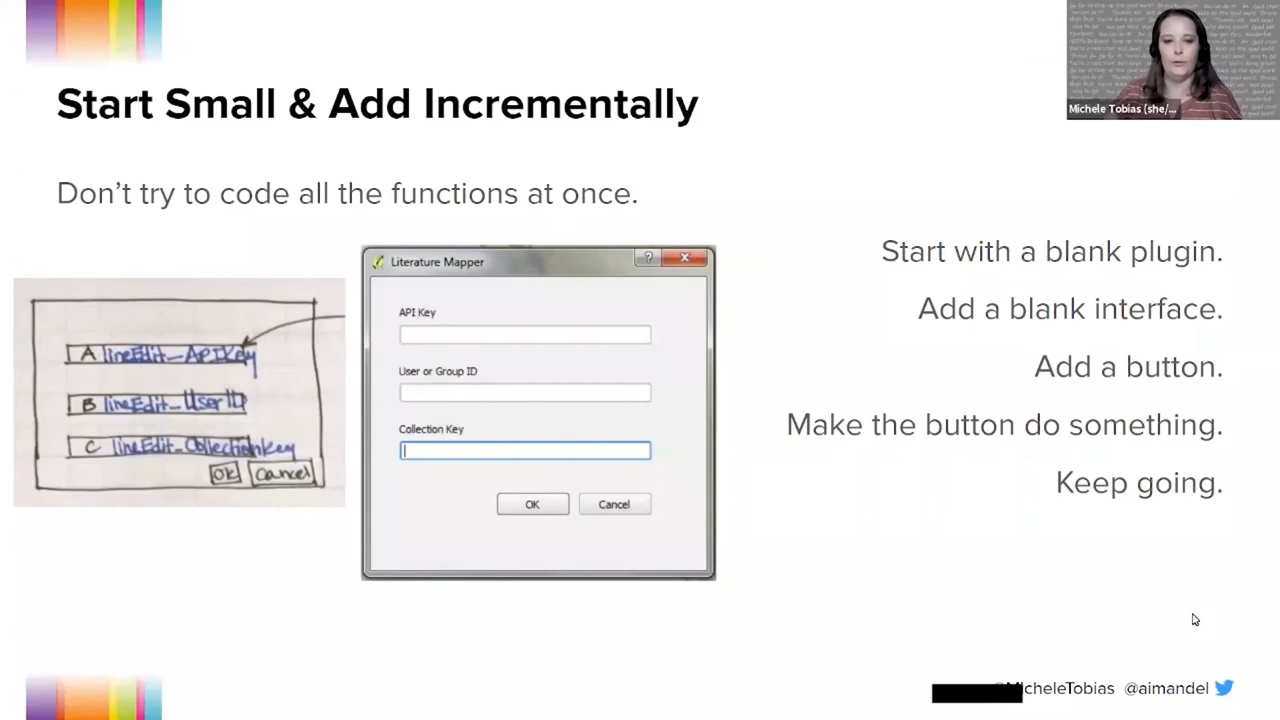 Start Small & Add Incrementally
Michele Tobias (she/...
Don't try to code all the functions at once.
A lineEdit_APIKey
B lineEdit_UserID
C lineEdit_CollectionKey
OK Cancel
Literature Mapper
?
API Key
User or Group ID
Collection Key
OK Cancel
Start with a blank plugin.
Add a blank interface.
Add a button.
Make the button do something.
Keep going.
MicheleTobias @aimandel